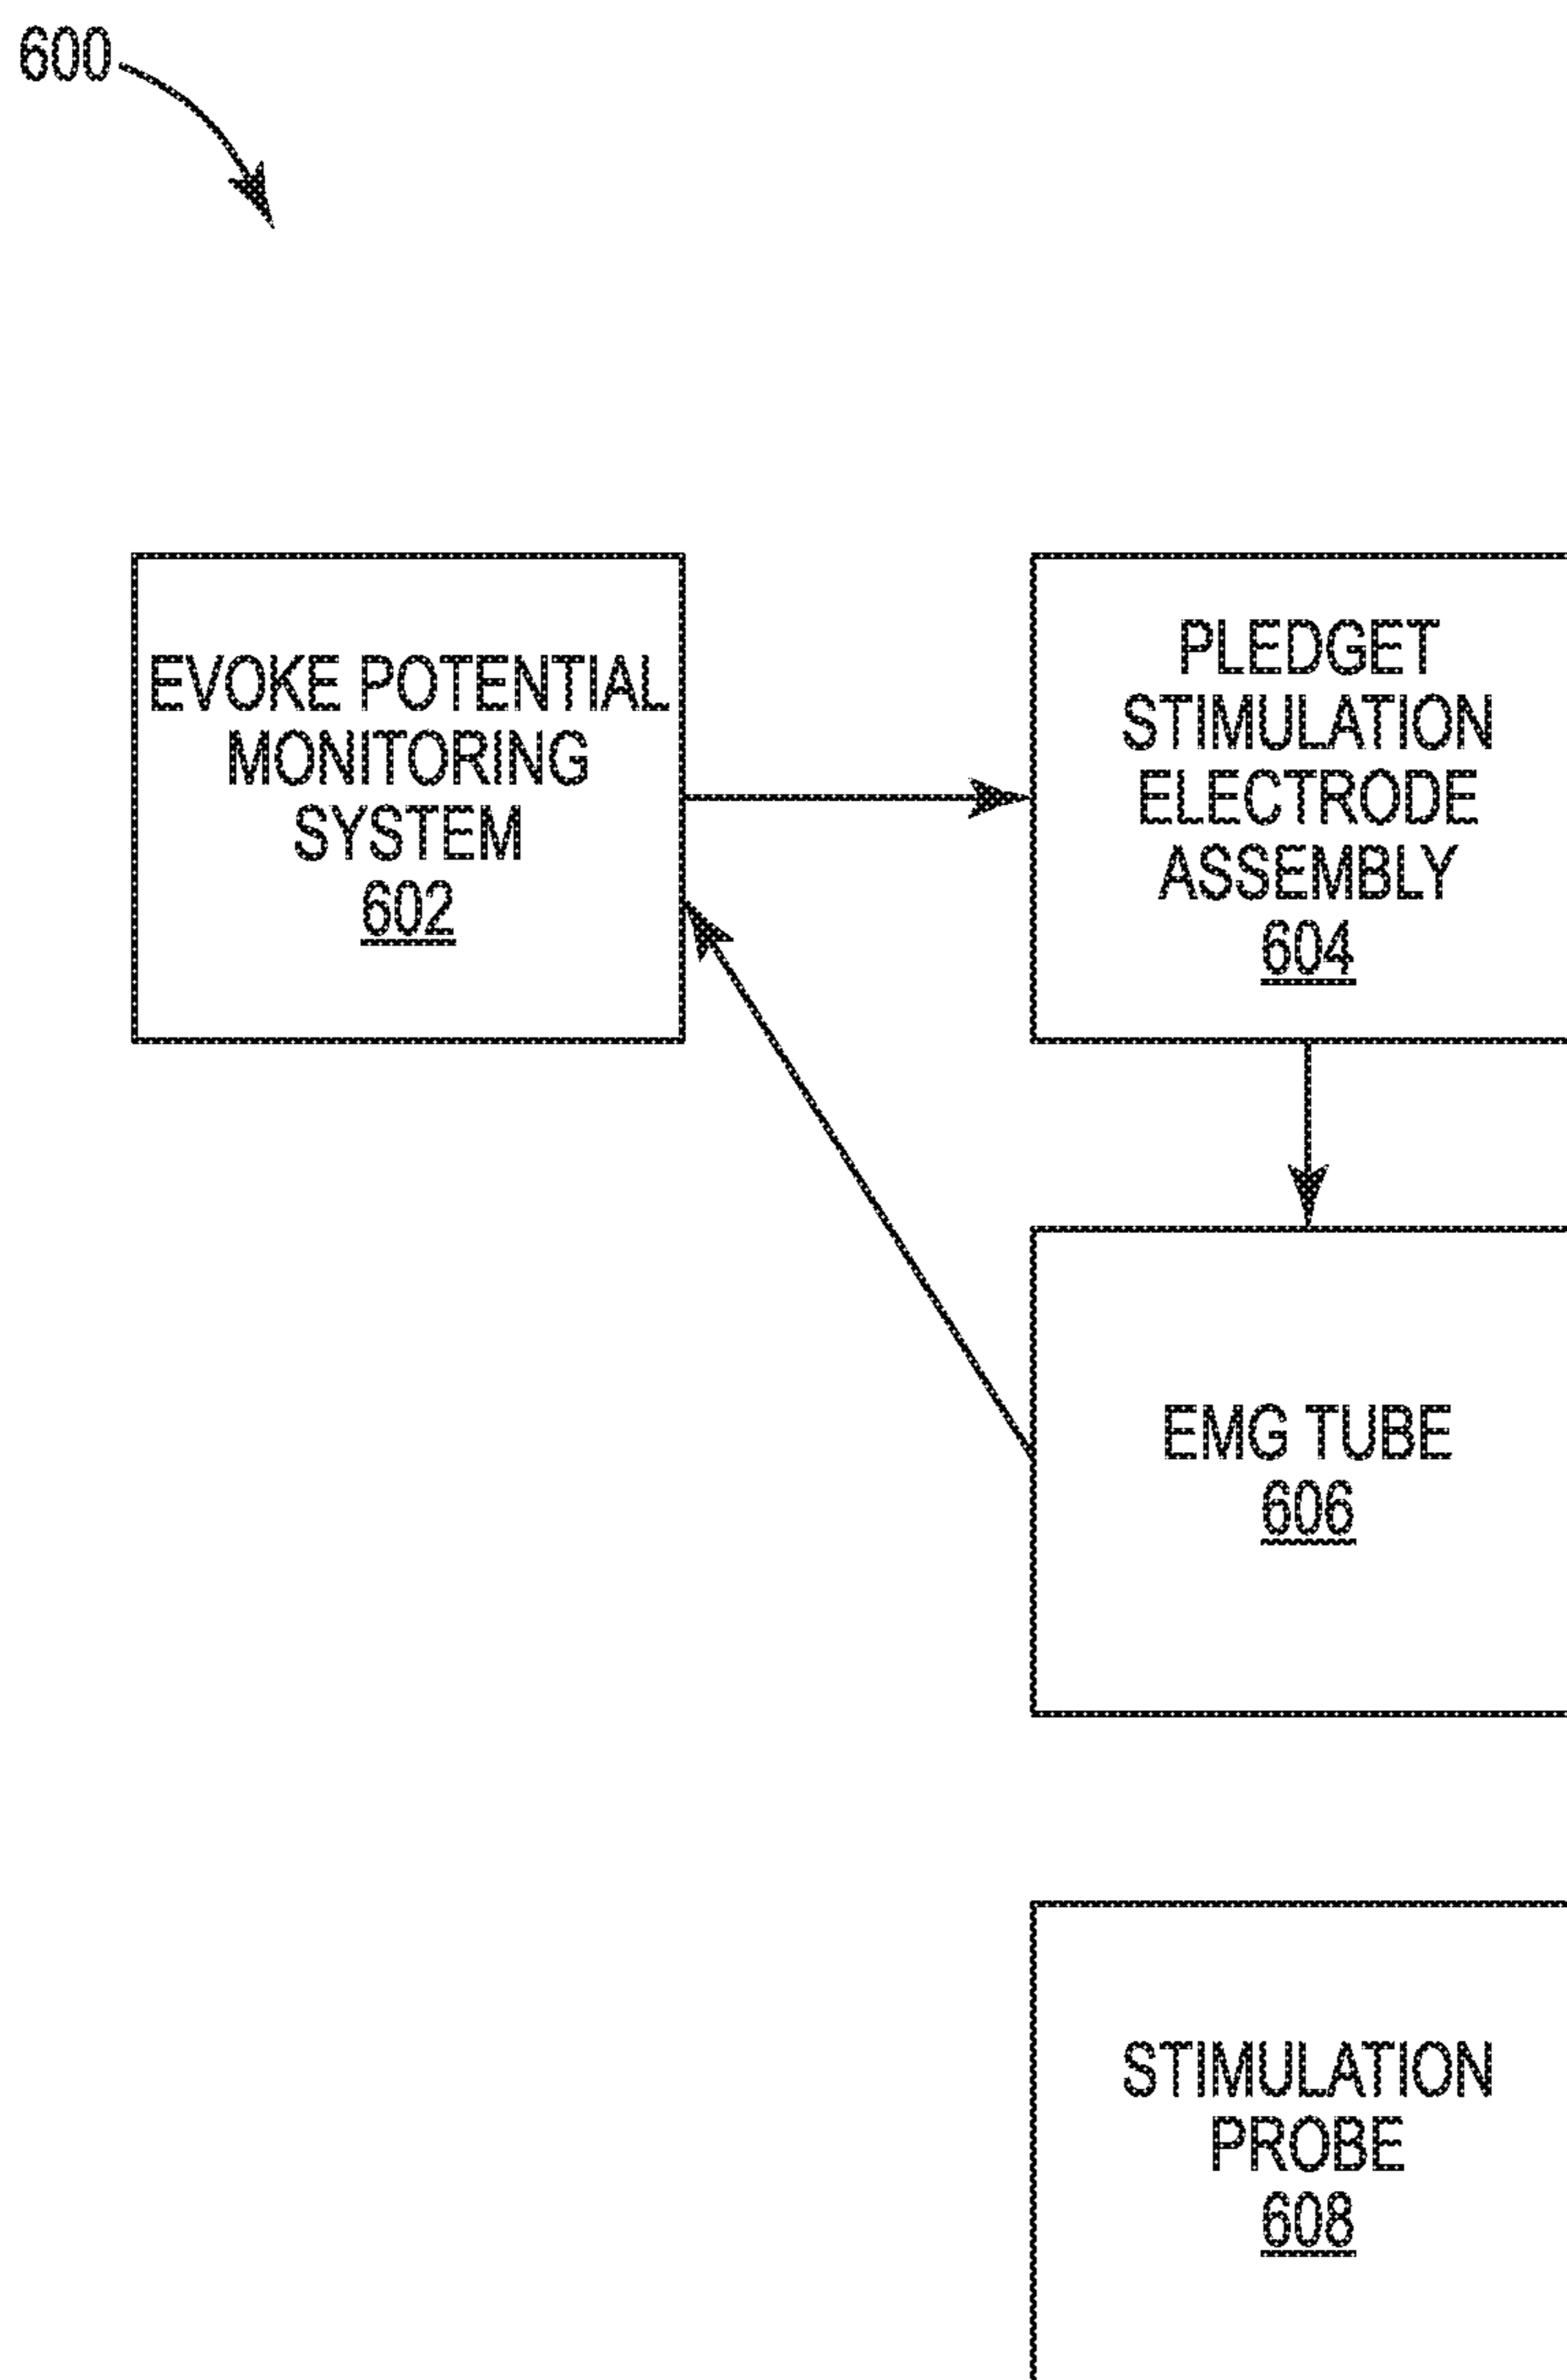 600
EVOKE POTENTIAL
MONITORING
SYSTEM
602
PLEDGET
STIMULATION
ELECTRODE
ASSEMBLY
604
EMG TUBE
606
STIMULATION
PROBE
608